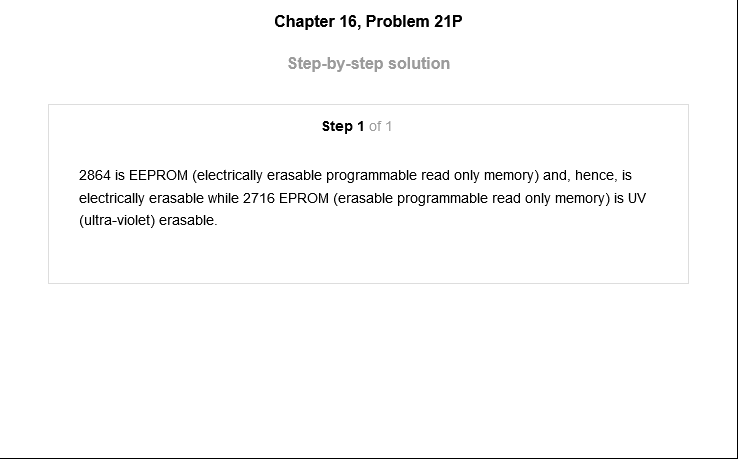 Chapter 16, Problem 21P
Step-by-step solution
Step 1 of 1
2864 is EEPROM (electrically erasable programmable read only memory) and, hence, is
electrically erasable while 2716 EPROM (erasable programmable read only memory) is UV
(ultra-violet) erasable.